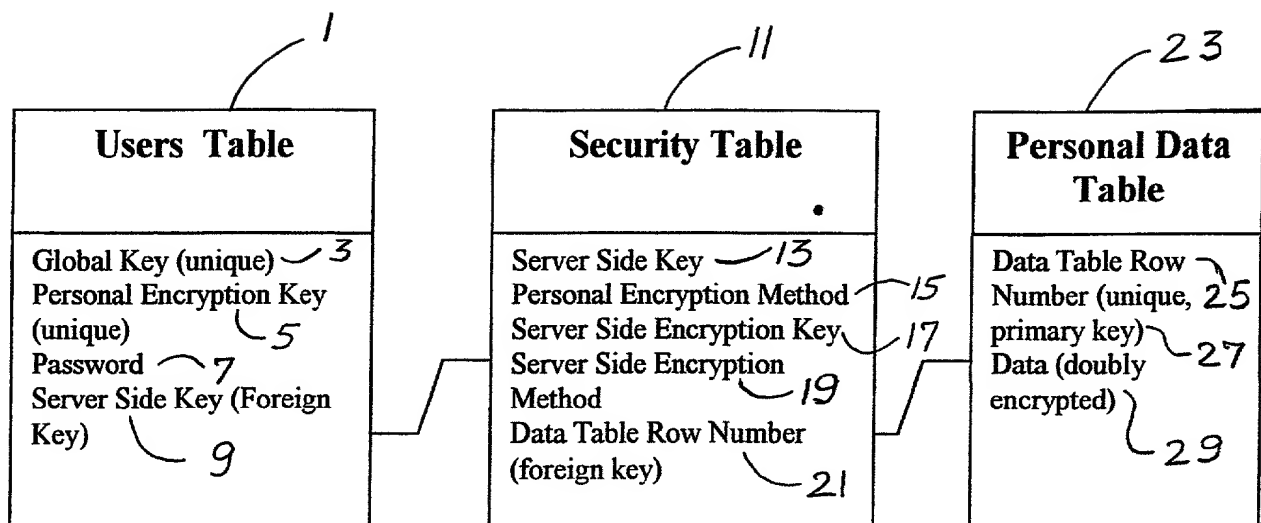 1
11
23
Users Table
Global Key (unique) 3
Personal Encryption Key
(unique) 5
Password 7
Server Side Key (Foreign
Key) 9
Security Table
Server Side Key 13
Personal Encryption Method 15
Server Side Encryption Key 17
Server Side Encryption
Method 19
Data Table Row Number
(foreign key) 21
Personal Data
Table
Data Table Row 25
Number (unique,
primary key) 27
Data (doubly
encrypted) 29